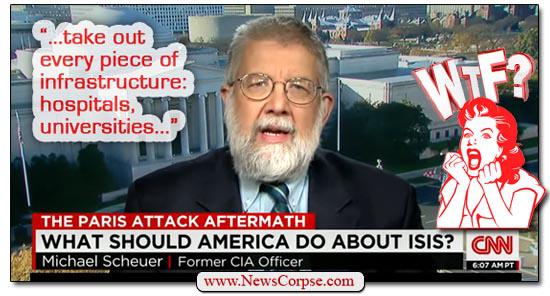 “...take out
every piece of
infrastructure:
hospitals,
universities...”
WTF?
THE PARIS ATTACK AFTERMATH
WHAT SHOULD AMERICA DO ABOUT ISIS?
Michael Scheuer | Former CIA Officer
CNN
6:07 AM PT
www.NewsCorpse.com